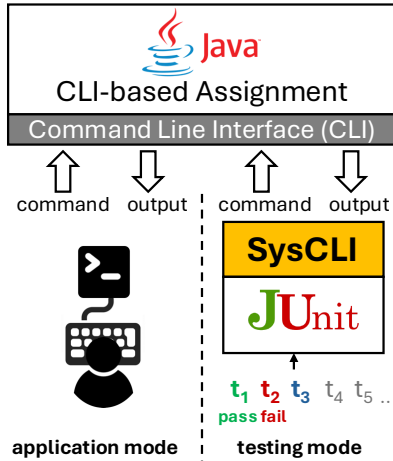 Java
CLI-based Assignment
Command Line Interface (CLI)
command output command output
>_
SysCLI
JUnit
t1 t2 t3 t4 t5 ..
pass fail
application mode testing mode